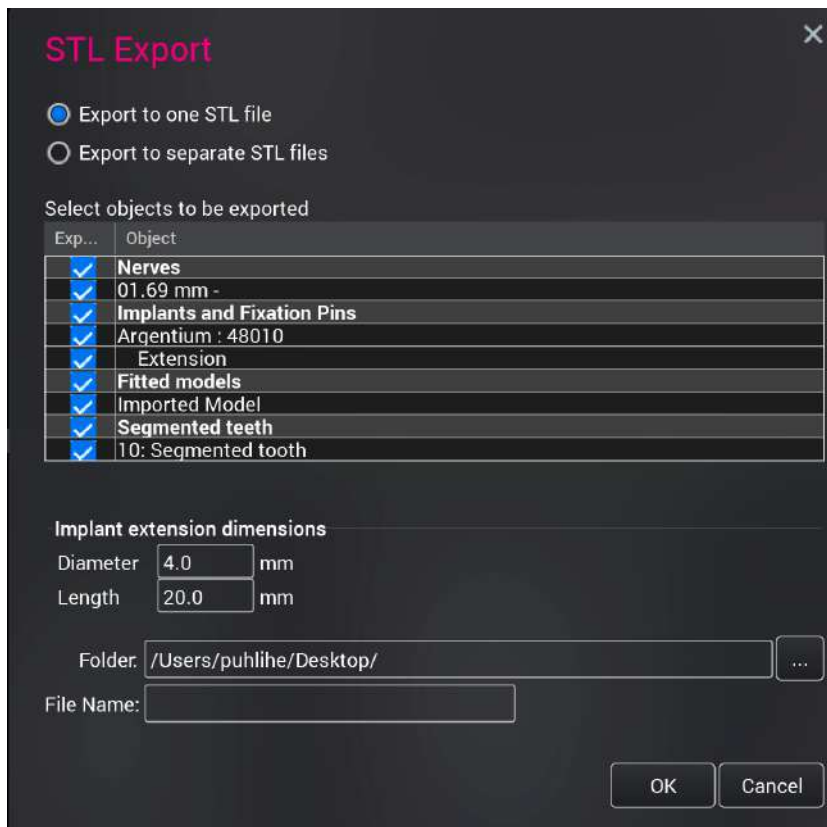 STL Export
Export to one STL file
Export to separate STL files
Select objects to be exported
Exp... Object
Nerves
01.69 mm -
Implants and Fixation Pins
Argentium : 48010
Extension
Fitted models
Imported Model
Segmented teeth
10: Segmented tooth
Implant extension dimensions
Diameter 4.0 mm
Length 20.0 mm
Folder: /Users/puhlihe/Desktop/ ...
File Name:
OK Cancel